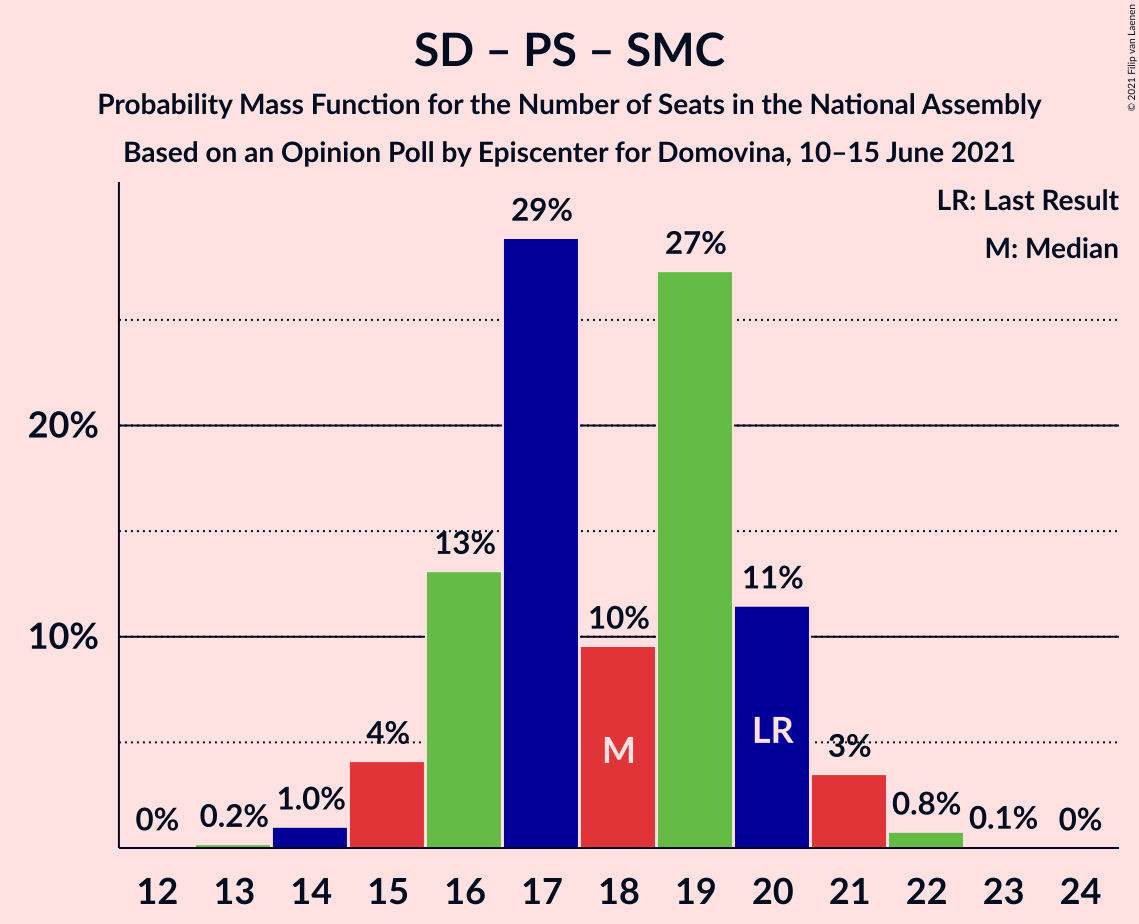 SD – PS – SMC
Probability Mass Function for the Number of Seats in the National Assembly
Based on an Opinion Poll by Episcenter for Domovina, 10–15 June 2021
© 2021 Filip van Laenen
LR: Last Result
M: Median
29%
27%
20%
13%
11%
10%
10%
LR
M
4%
3%
0%
0.2%
1.0%
0.8%
0.1%
0%
12 13 14 15 16 17 18 19 20 21 22 23 24